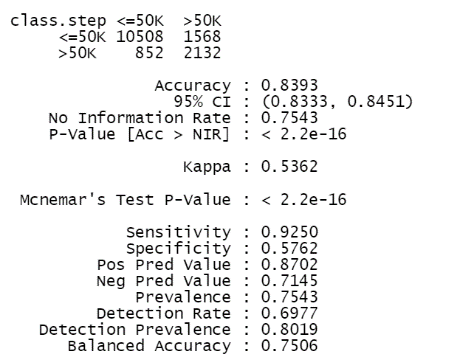 class.step <=50K >50K
<=50K 10508 1568
>50K 852 2132
Accuracy : 0.8393
95% CI : (0.8333, 0.8451)
No Information Rate : 0.7543
P-Value [Acc > NIR] : < 2.2e-16
Kappa : 0.5362
Mcnemar's Test P-Value : < 2.2e-16
Sensitivity : 0.9250
Specificity : 0.5762
Pos Pred Value : 0.8702
Neg Pred Value : 0.7145
Prevalence : 0.7543
Detection Rate : 0.6977
Detection Prevalence : 0.8019
Balanced Accuracy : 0.7506